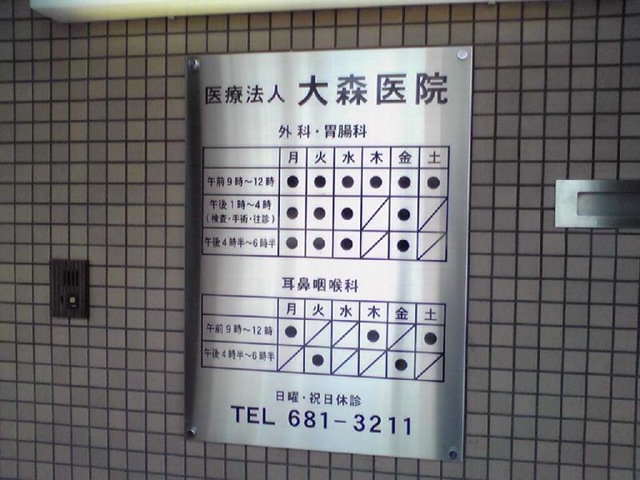 医療法人 大森医院
外科・胃腸科
月 火 水 木 金 土
午前9時〜12時 ● ● ● ● ● ●
午後1時〜4時 ● ● ● ／ ● ／
(検査・手術・往診)
午後4時半〜6時半 ● ● ● ／ ● ／
耳鼻咽喉科
月 火 水 木 金 土
午前9時〜12時 ● ／ ／ ● ／ ●
午後4時半〜6時半 ／ ● ／ ／ ● ／
日曜・祝日休診
TEL 681-3211